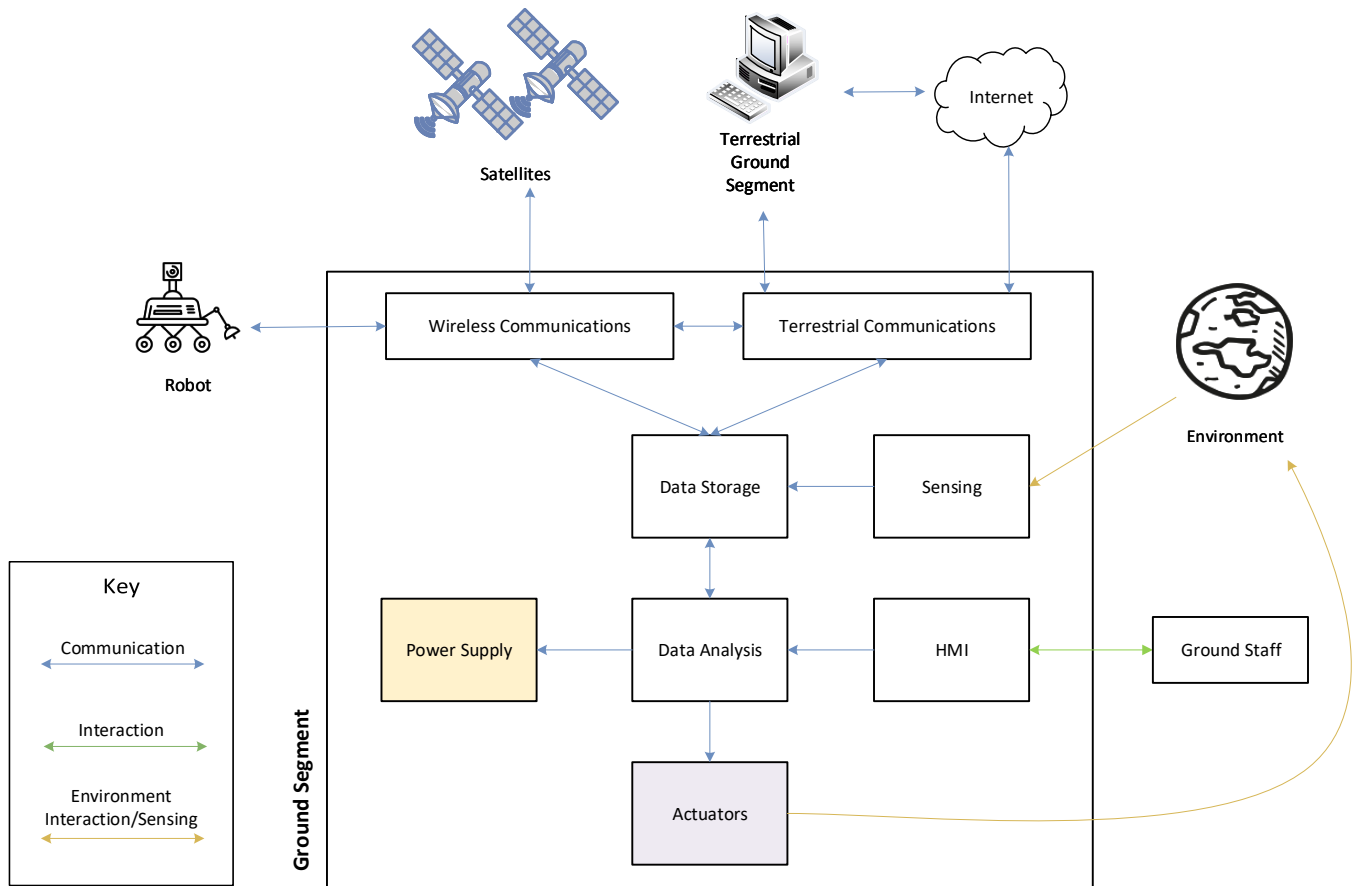 Internet
Terrestrial
Ground
Segment
Satellites
Wireless Communications
Terrestrial Communications
Robot
Environment
Data Storage
Sensing
Key
Communication
Interaction
Environment
Interaction/Sensing
Power Supply
Data Analysis
HMI
Ground Staff
Ground Segment
Actuators